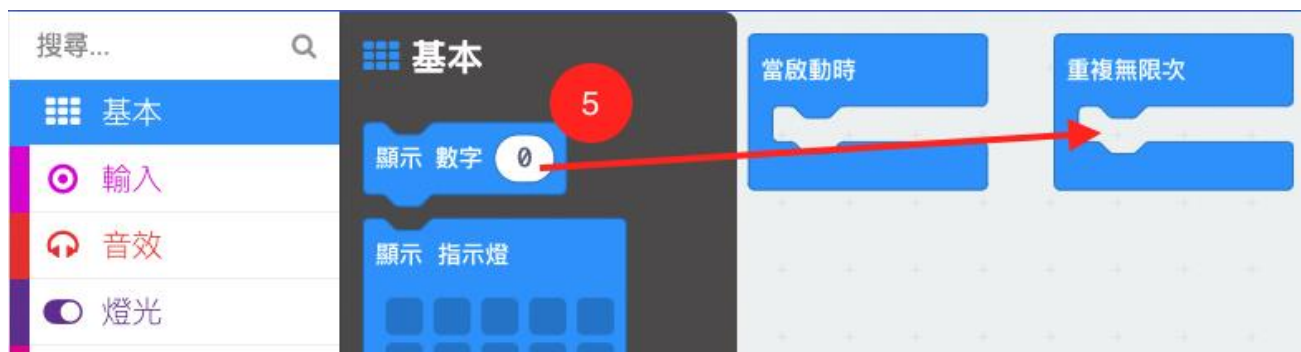 搜尋...
基本
輸入
音效
燈光
基本
5
顯示 數字 0
顯示 指示燈
當啟動時
重複無限次